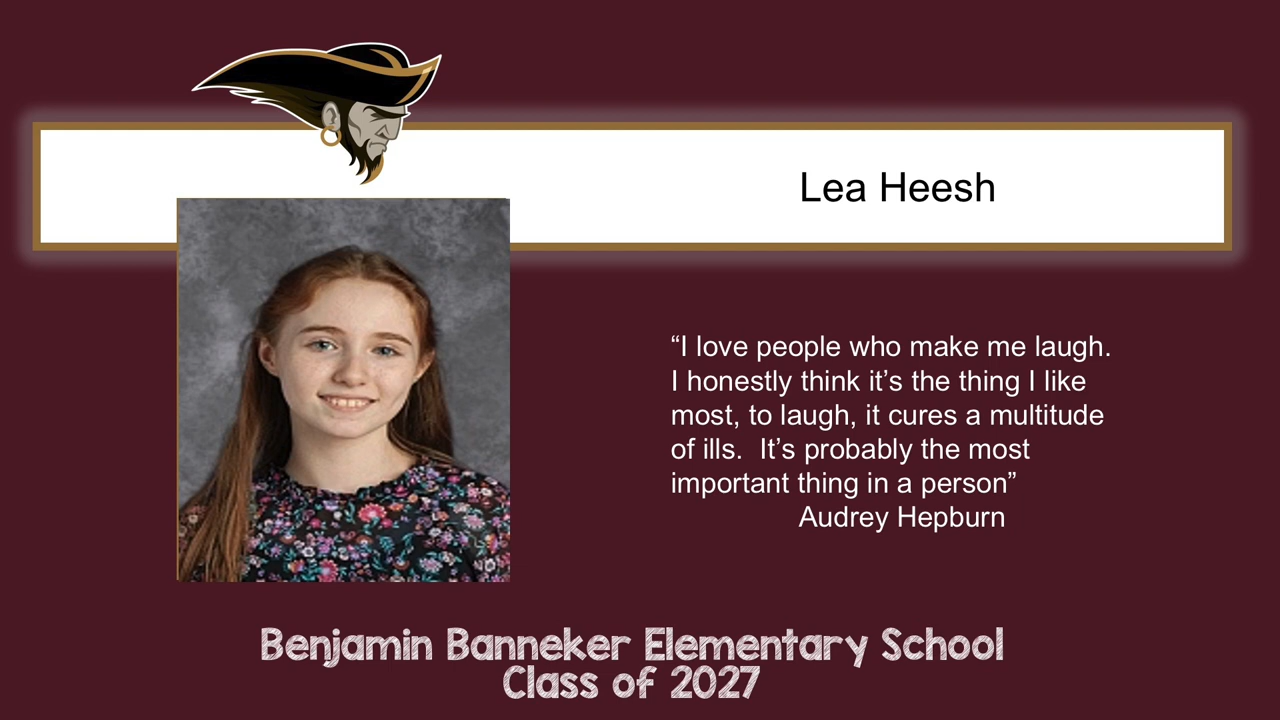 Lea Heesh
“I love people who make me laugh.
I honestly think it’s the thing I like
most, to laugh, it cures a multitude
of ills.  It’s probably the most
important thing in a person”
Audrey Hepburn
Benjamin Banneker Elementary School
Class of 2027